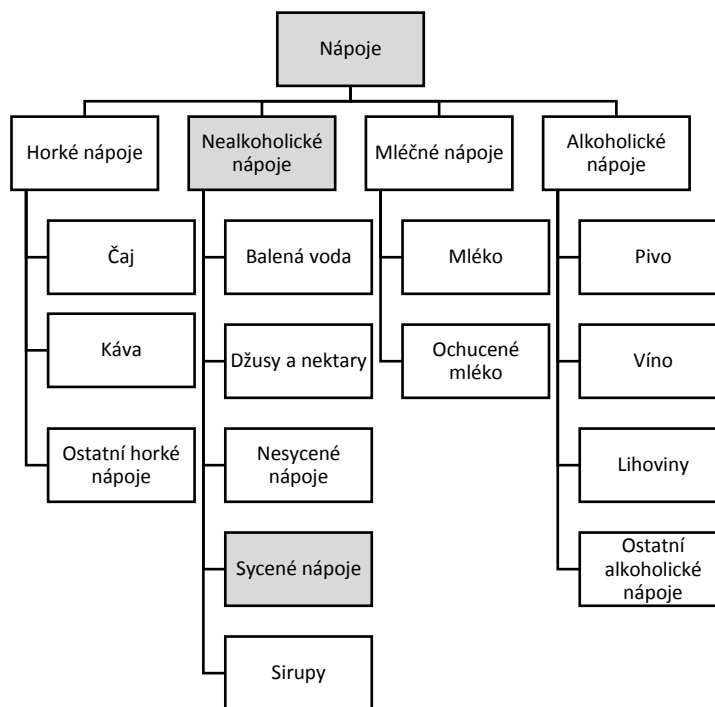 Nápoje
Horké nápoje
Nealkoholické
nápoje
Mléčné nápoje
Alkoholické
nápoje
Čaj
Káva
Ostatní horké
nápoje
Balená voda
Džusy a nektary
Nesycené
nápoje
Sycené nápoje
Sirupy
Mléko
Ochucené
mléko
Pivo
Víno
Lihoviny
Ostatní
alkoholické
nápoje